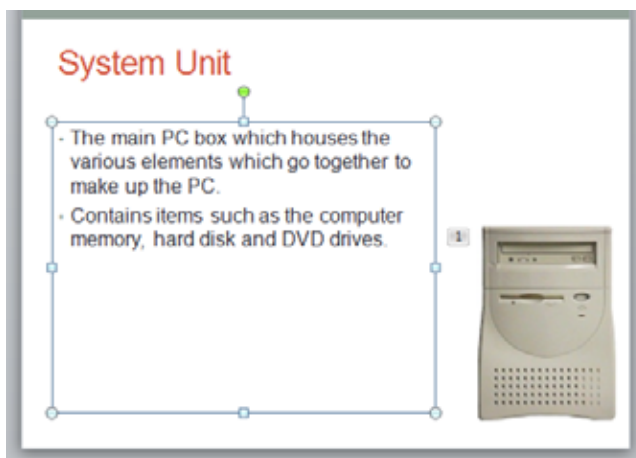 System Unit
- The main PC box which houses the
various elements which go together to
make up the PC.
- Contains items such as the computer
memory, hard disk and DVD drives.
1